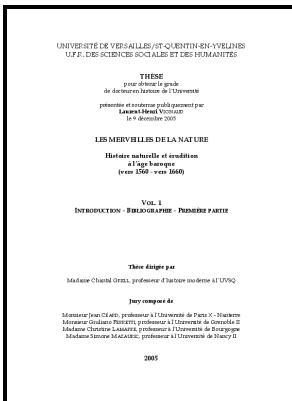 UNIVERSITÉ DE VERSAILLES/ST-QUENTIN-EN-YVELINES
U.F.R. DES SCIENCES SOCIALES ET DES HUMANITÉS
THÈSE
pour obtenir le grade
de docteur en histoire de l'Université
présentée et soutenue publiquement par
Laurent-Henri VIGNAUD
le 9 décembre 2005
LES MERVEILLES DE LA NATURE
Histoire naturelle et érudition
à l'âge baroque
(vers 1560 - vers 1660)
VOL. 1
INTRODUCTION - BIBLIOGRAPHIE - PREMIÈRE PARTIE
Thèse dirigée par
Madame Chantal GRELL, professeur d'histoire moderne à l'UVSQ
Jury composé de
Monsieur Jean CÉARD, professeur à l'Université de Paris X - Nanterre
Monsieur Giuliano FERRETTI, professeur à l'Université de Grenoble II
Madame Christine LAMARRE, professeur à l'Université de Bourgogne
Madame Simone MAZAURIC, professeur à l'Université de Nancy II
2005